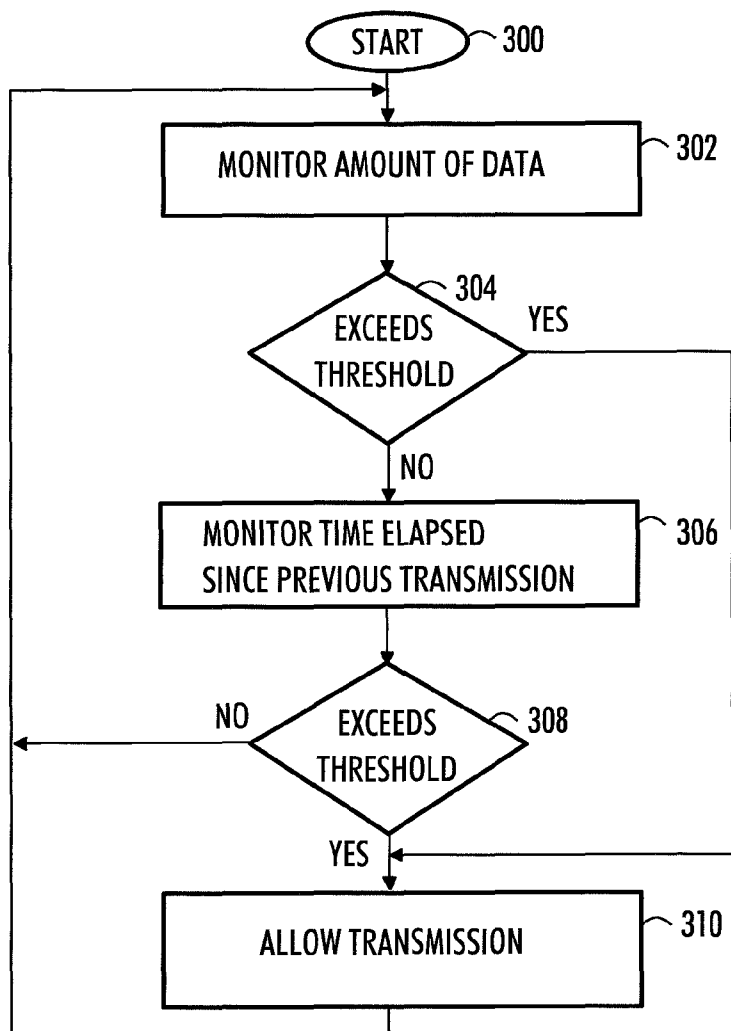 START
300
MONITOR AMOUNT OF DATA
302
304
EXCEEDS
THRESHOLD
YES
NO
MONITOR TIME ELAPSED
SINCE PREVIOUS TRANSMISSION
306
NO
EXCEEDS
THRESHOLD
308
YES
ALLOW TRANSMISSION
310